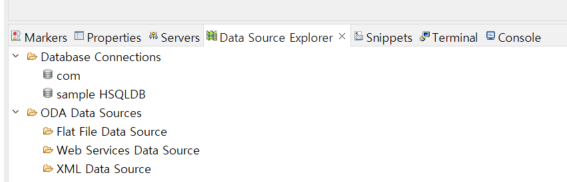 Markers Properties Servers Data Source Explorer × Snippets Terminal Console
Database Connections
com
sample HSQLDB
ODA Data Sources
Flat File Data Source
Web Services Data Source
XML Data Source